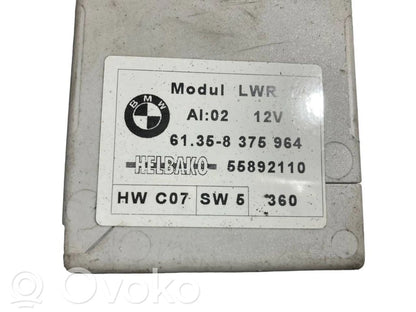 Modul LWR
BMW
AI:02 12V
61.35-8 375 964
HELBAKO 55892110
HW C07 SW 5 360
© ovoko